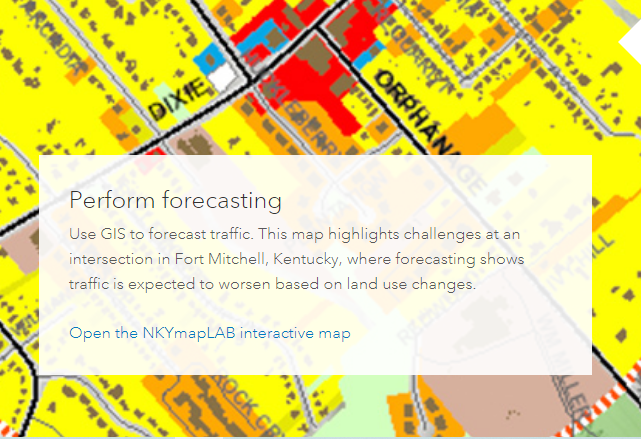 DIXIE
ORPHANAGE
Perform forecasting
Use GIS to forecast traffic. This map highlights challenges at an
intersection in Fort Mitchell, Kentucky, where forecasting shows
traffic is expected to worsen based on land use changes.
Open the NKYmapLAB interactive map